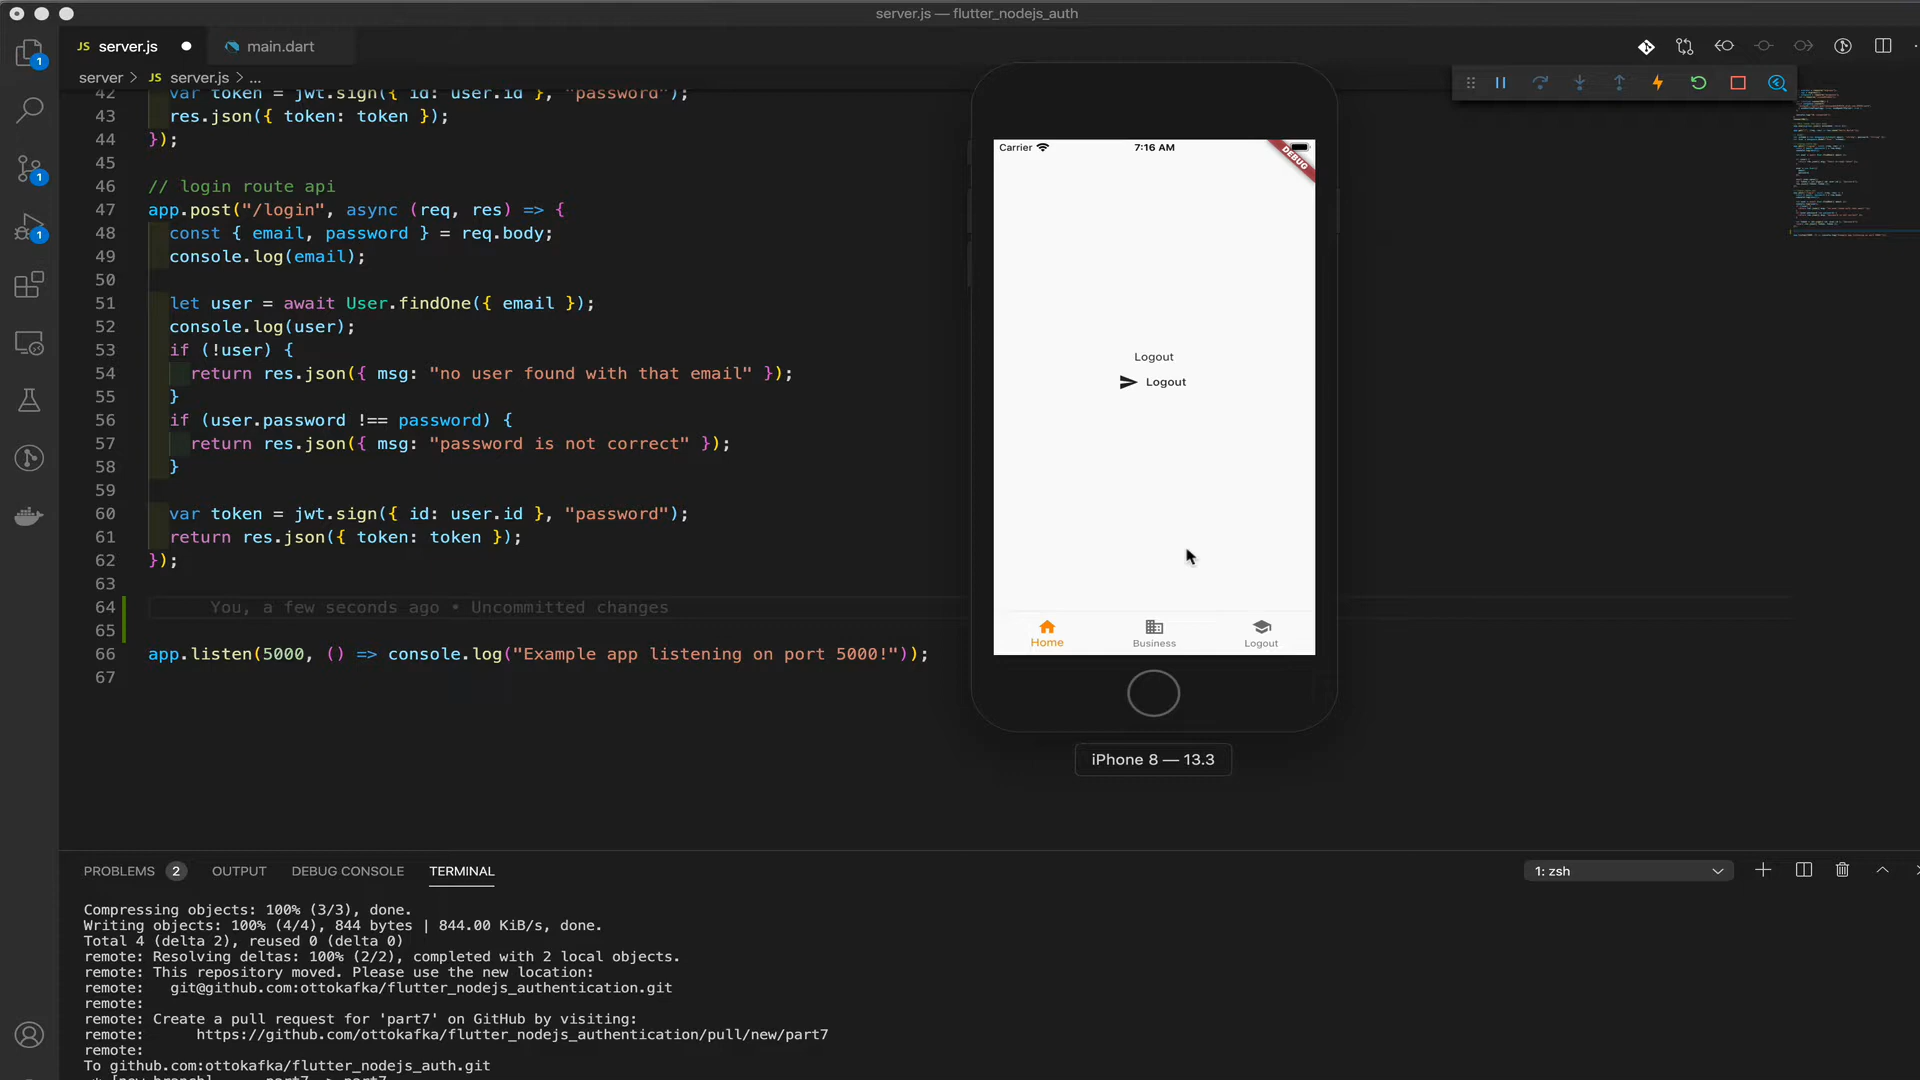 server.js — flutter_nodejs_auth
JS server.js ● main.dart
server > JS server.js > ...
42 var token = jwt.sign({ id: user.id }, "password");
43 res.json({ token: token });
44 });
45
46 // login route api
47 app.post("/login", async (req, res) => {
48 const { email, password } = req.body;
49 console.log(email);
50
51 let user = await User.findOne({ email });
52 console.log(user);
53 if (!user) {
54 return res.json({ msg: "no user found with that email" });
55 }
56 if (user.password !== password) {
57 return res.json({ msg: "password is not correct" });
58 }
59
60 var token = jwt.sign({ id: user.id }, "password");
61 return res.json({ token: token });
62 });
63
64 You, a few seconds ago • Uncommitted changes
65
66 app.listen(5000, () => console.log("Example app listening on port 5000!"));
67
1
1
1
Carrier 7:16 AM
DEBUG
Logout
Logout
Home Business Logout
iPhone 8 — 13.3
PROBLEMS 2 OUTPUT DEBUG CONSOLE TERMINAL 1: zsh
Compressing objects: 100% (3/3), done.
Writing objects: 100% (4/4), 844 bytes | 844.00 KiB/s, done.
Total 4 (delta 2), reused 0 (delta 0)
remote: Resolving deltas: 100% (2/2), completed with 2 local objects.
remote: This repository moved. Please use the new location:
remote: git@github.com:ottokafka/flutter_nodejs_authentication.git
remote:
remote: Create a pull request for 'part7' on GitHub by visiting:
remote: https://github.com/ottokafka/flutter_nodejs_authentication/pull/new/part7
remote:
To github.com:ottokafka/flutter_nodejs_auth.git
* [new branch] part7 -> part7